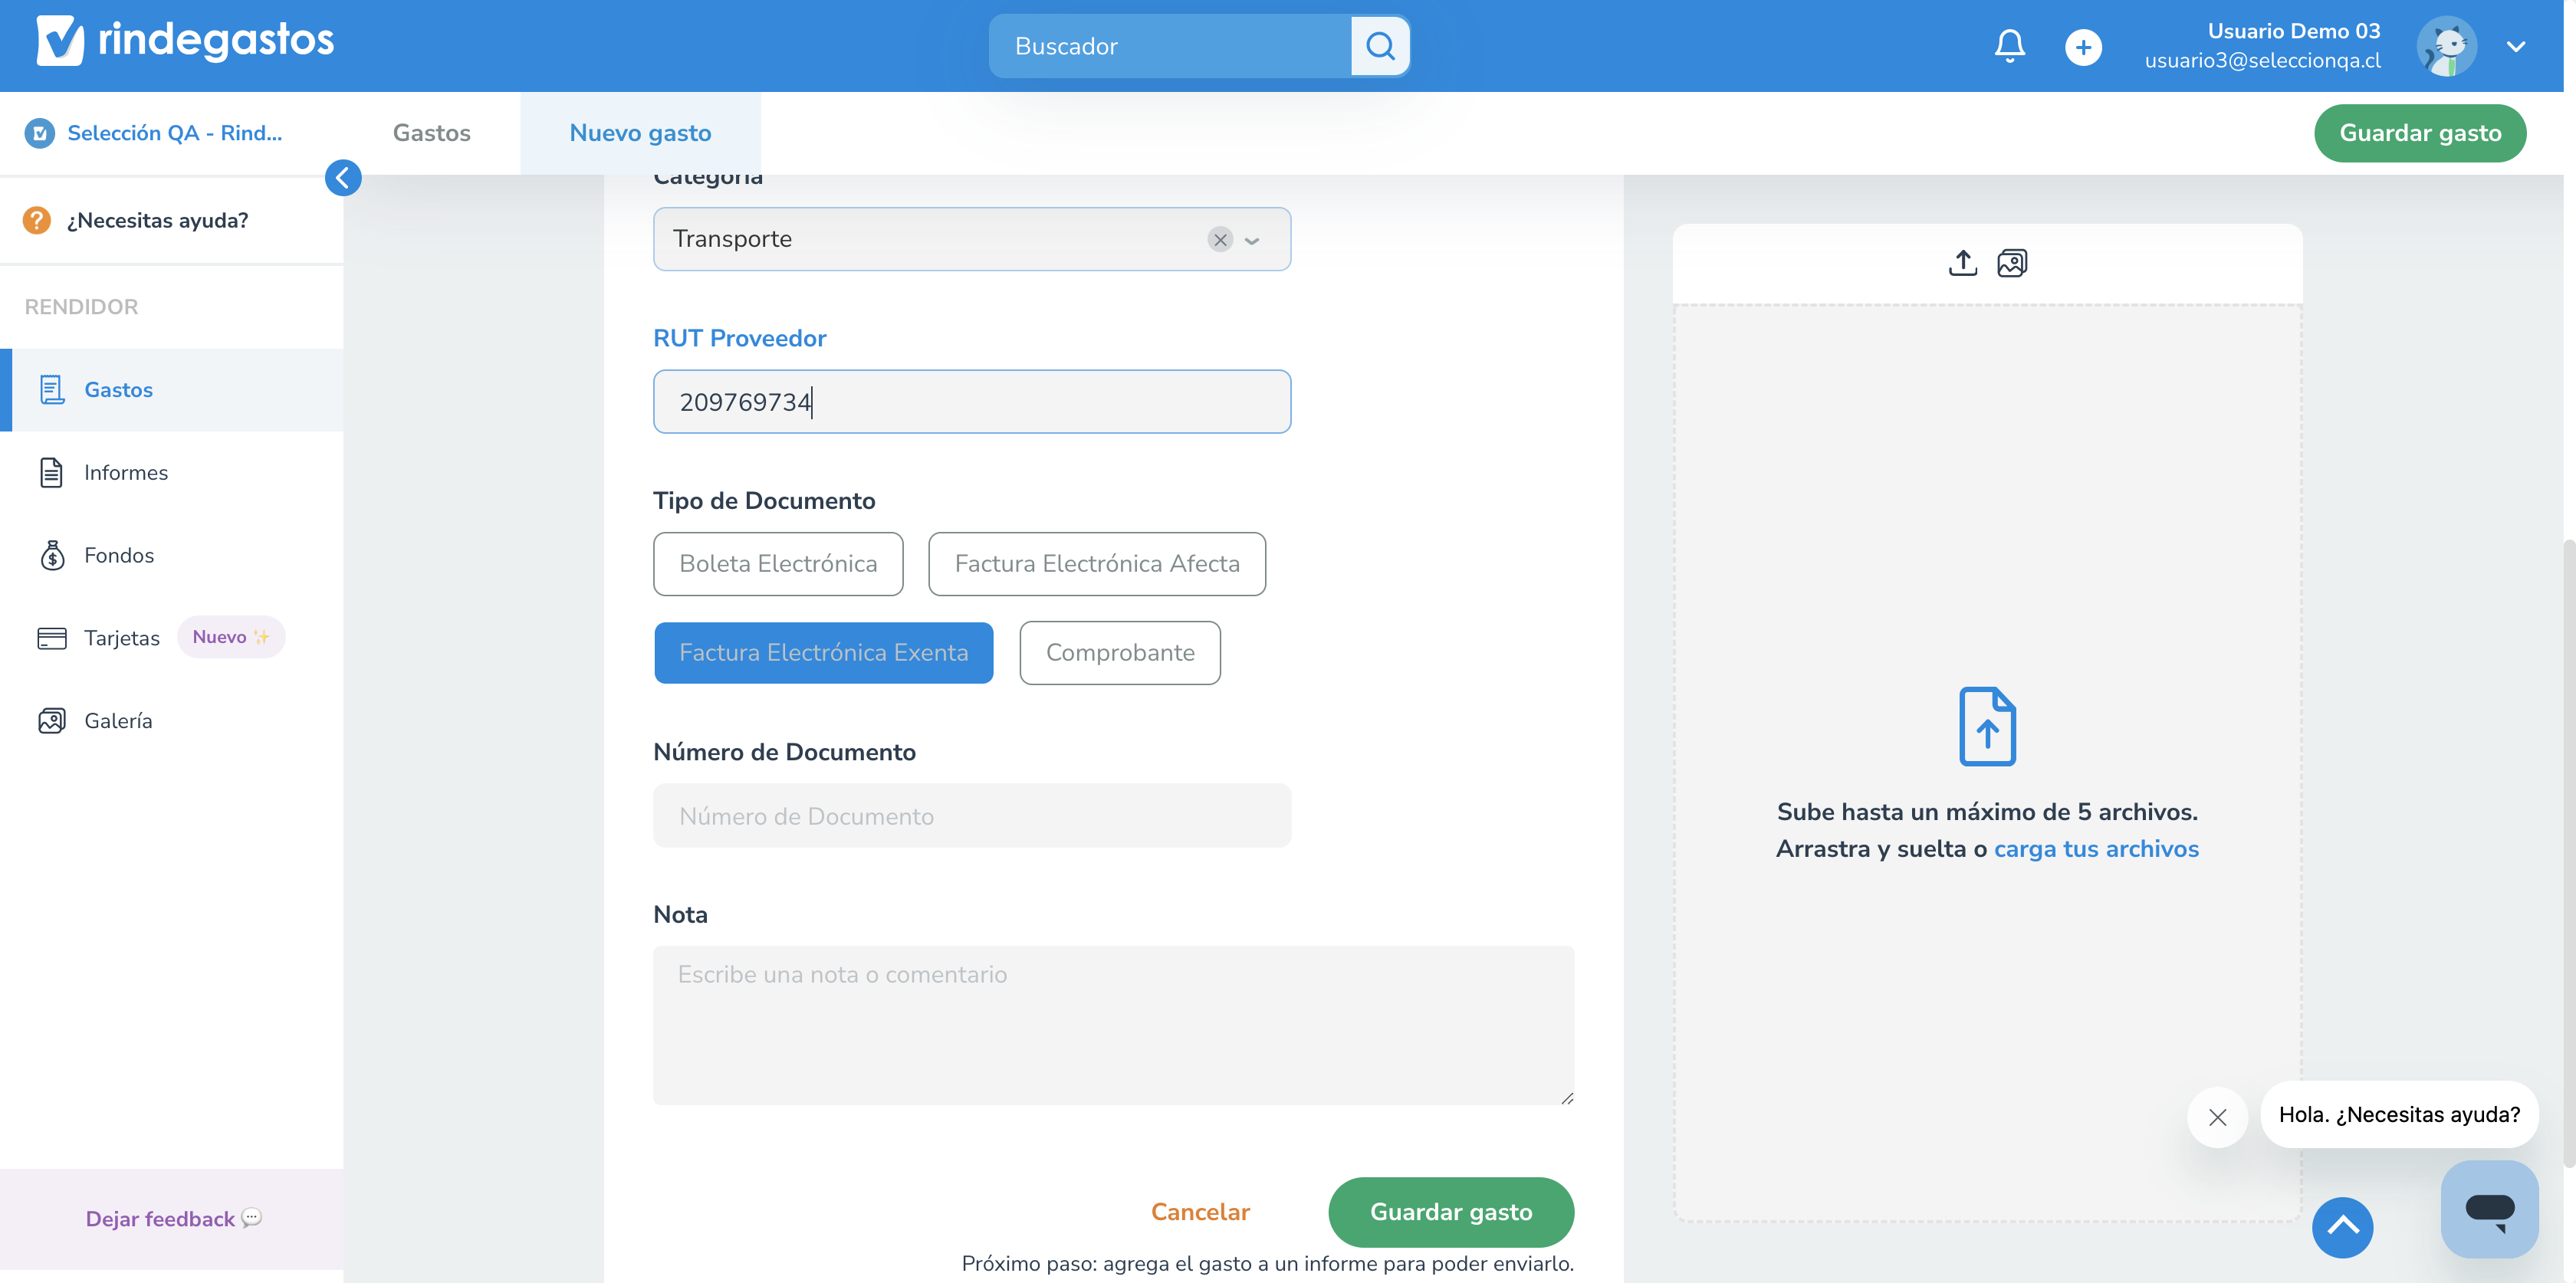 rindegastos
Buscador
Usuario Demo 03
usuario3@seleccionqa.cl
Selección QA - Rind...
Gastos
Nuevo gasto
Guardar gasto
¿Necesitas ayuda?
RENDIDOR
Gastos
Informes
Fondos
Tarjetas
Nuevo ✨
Galería
Dejar feedback 💬
Categoría
Transporte
RUT Proveedor
209769734
Tipo de Documento
Boleta Electrónica
Factura Electrónica Afecta
Factura Electrónica Exenta
Comprobante
Número de Documento
Número de Documento
Nota
Escribe una nota o comentario
Cancelar
Guardar gasto
Próximo paso: agrega el gasto a un informe para poder enviarlo.
Sube hasta un máximo de 5 archivos.
Arrastra y suelta o carga tus archivos
Hola. ¿Necesitas ayuda?